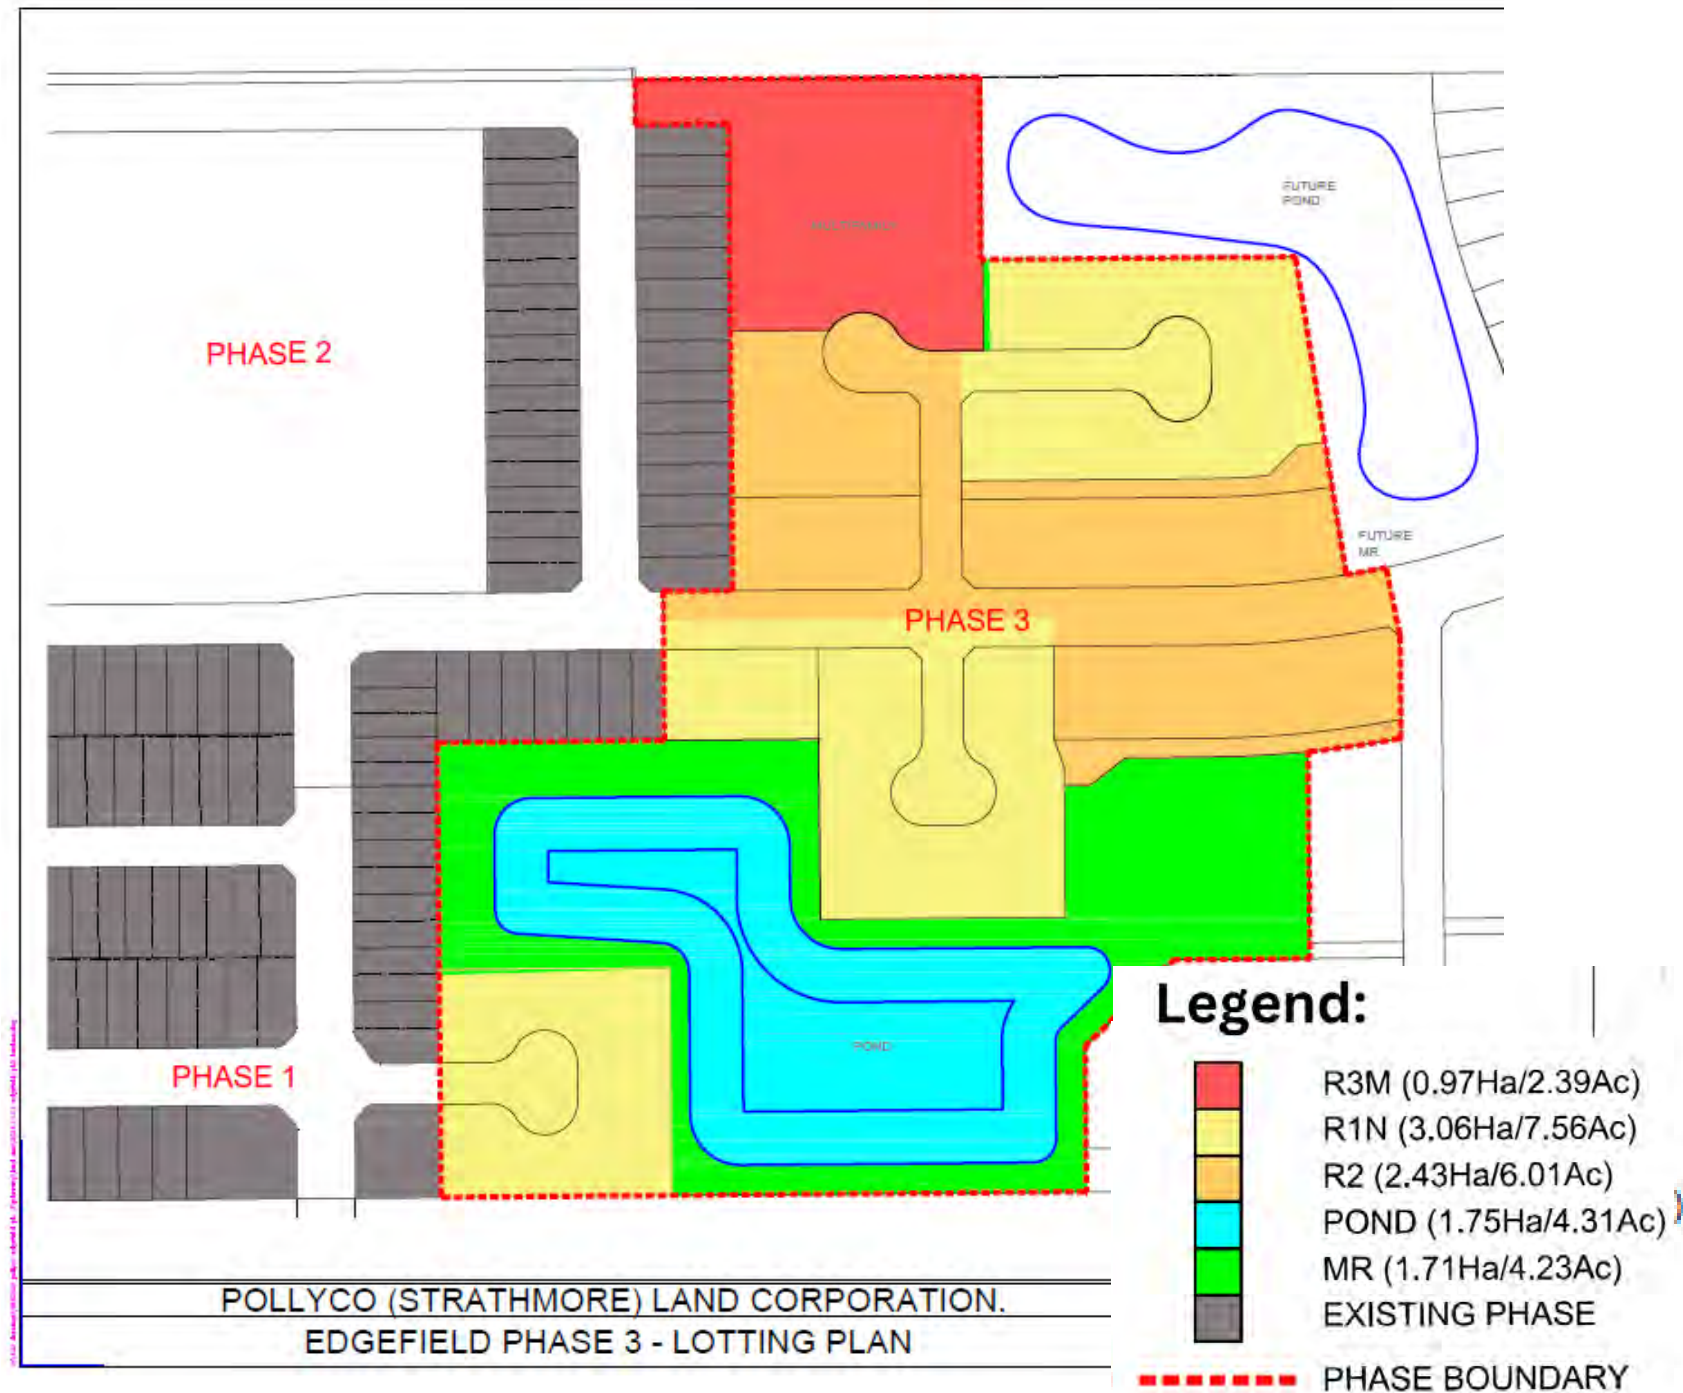 FUTURE
POND
PHASE 2
FUTURE
MR
PHASE 3
POND
PHASE 1
Legend:
R3M (0.97Ha/2.39Ac)
R1N (3.06Ha/7.56Ac)
R2 (2.43Ha/6.01Ac)
POND (1.75Ha/4.31Ac)
MR (1.71Ha/4.23Ac)
EXISTING PHASE
PHASE BOUNDARY
POLLYCO (STRATHMORE) LAND CORPORATION.
EDGEFIELD PHASE 3 - LOTTING PLAN